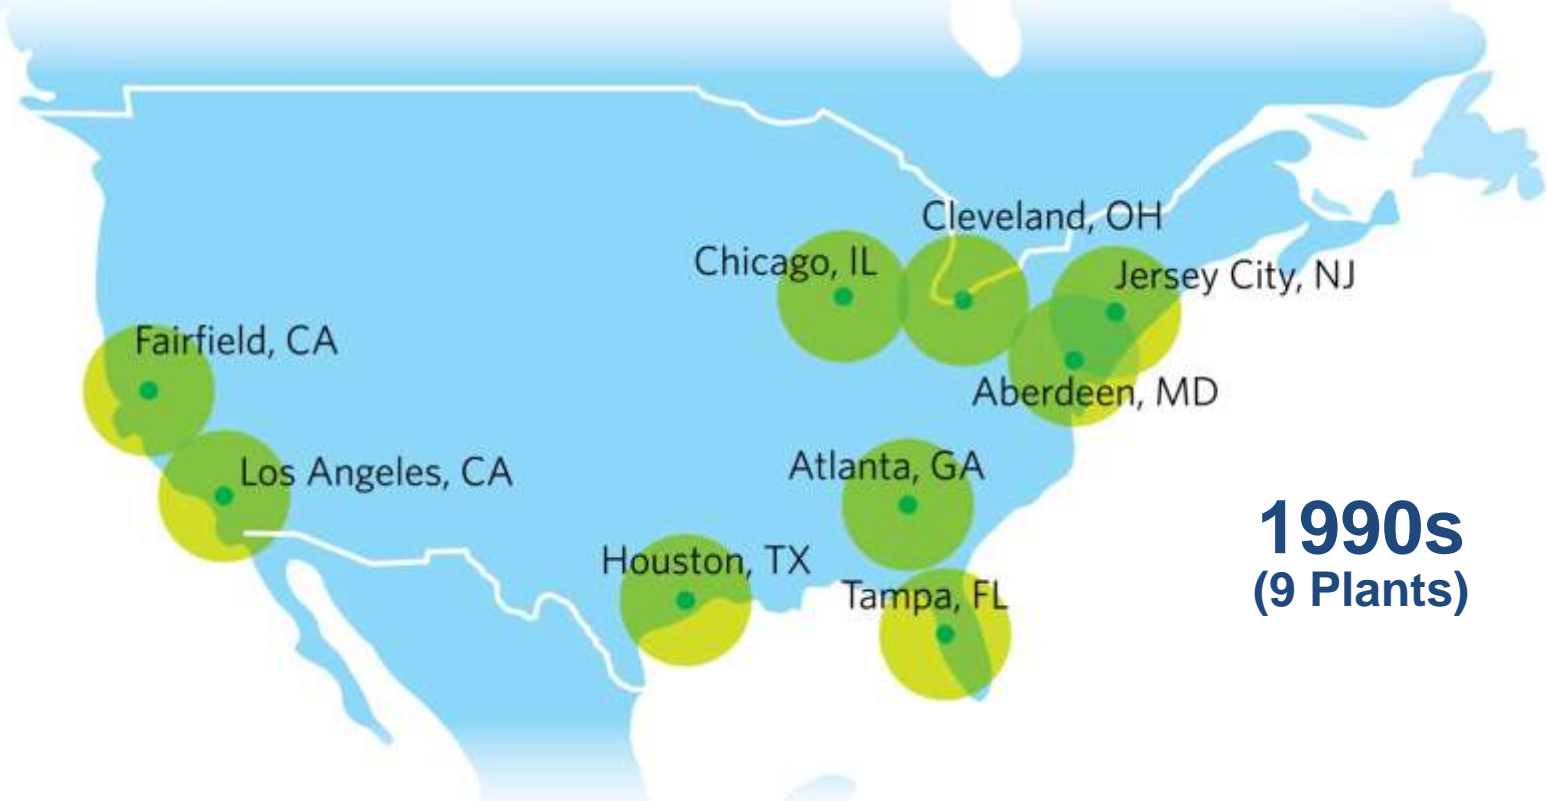 Cleveland, OH
Chicago, IL
Jersey City, NJ
Fairfield, CA
Aberdeen, MD
Los Angeles, CA
Atlanta, GA
1990s
(9 Plants)
Houston, TX
Tampa, FL